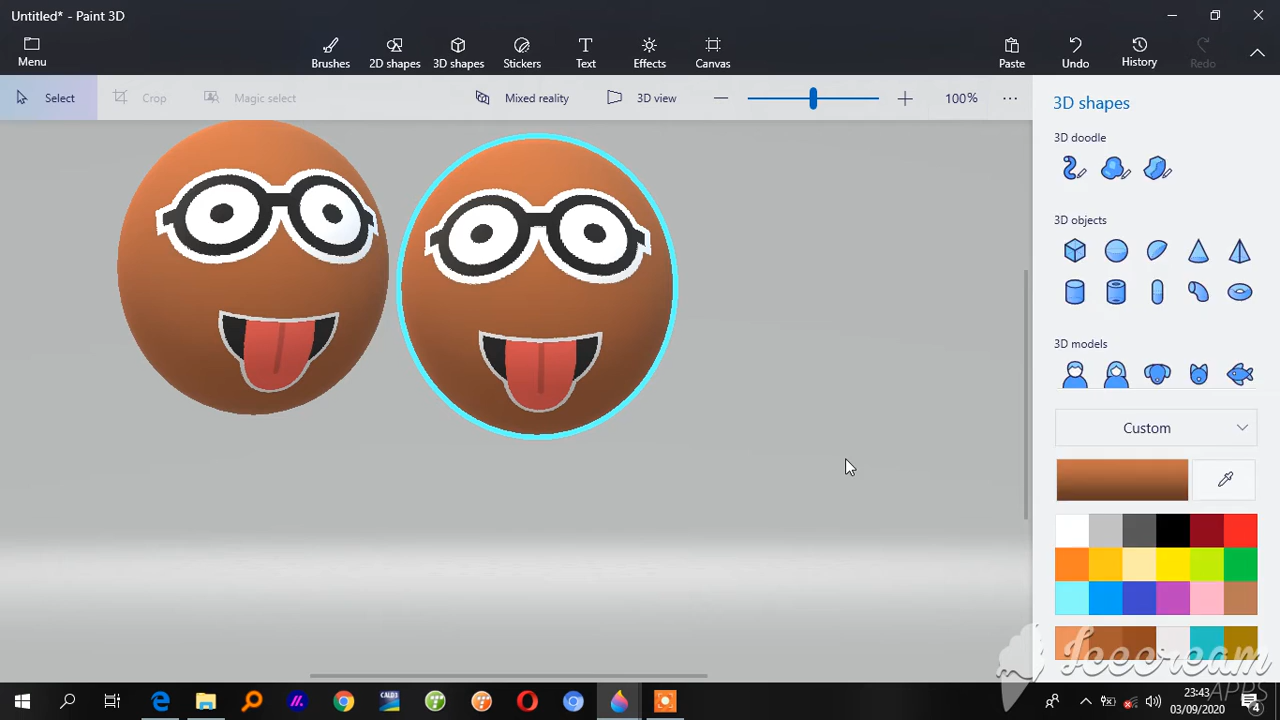 Untitled* - Paint 3D
Menu
Brushes
2D shapes
3D shapes
Stickers
Text
Effects
Canvas
Paste
Undo
History
Redo
Select
Crop
Magic select
Mixed reality
3D view
100%
3D shapes
3D doodle
3D objects
3D models
Custom
Icecream
APPS
CALD3
23:43
03/09/2020
4